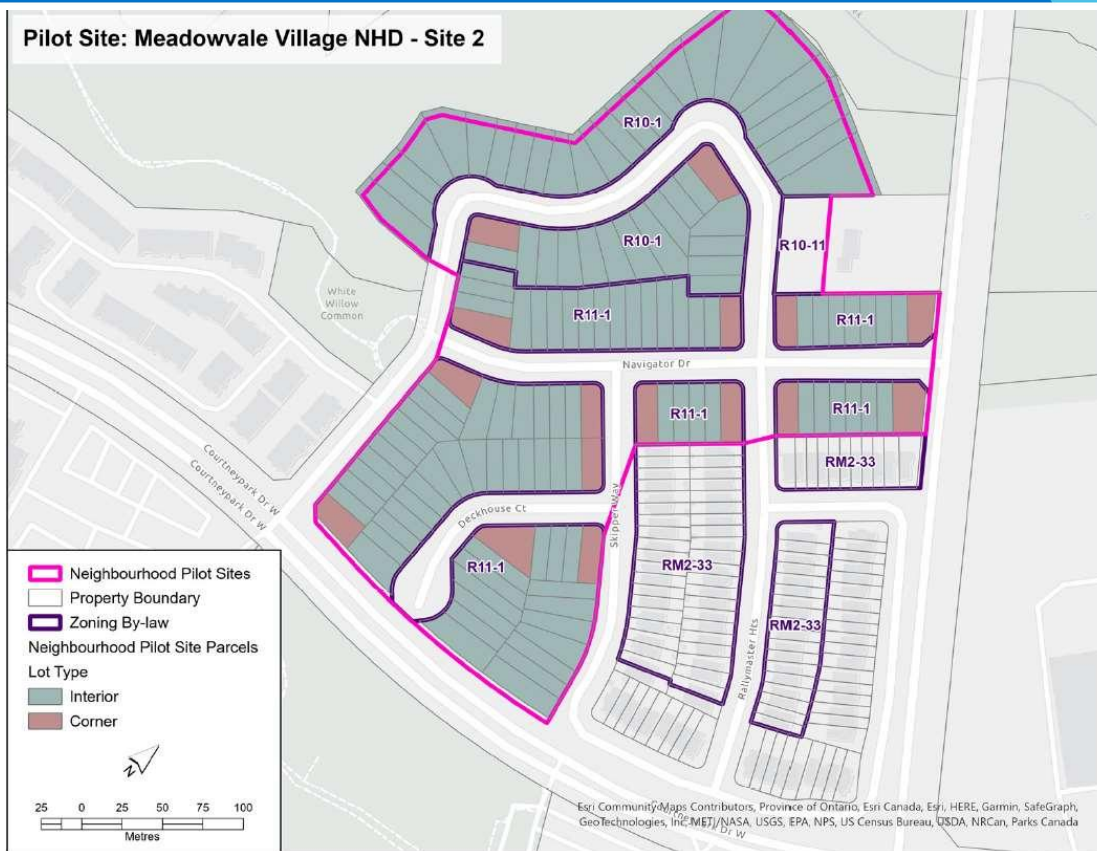 Pilot Site: Meadowvale Village NHD - Site 2
R10-1
R10-1
R10-11
White
Willow
Common
R11-1
R11-1
Navigator Dr
R11-1
R11-1
RM2-33
Courtneypark Dr W
Courtneypark Dr W
Deckhouse Ct
Skipper Way
R11-1
RM2-33
RM2-33
Rallymaster Hts
Neighbourhood Pilot Sites
Property Boundary
Zoning By-law
Neighbourhood Pilot Site Parcels
Lot Type
Interior
Corner
N
25 0 25 50 75 100
Metres
Esri Community Maps Contributors, Province of Ontario, Esri Canada, Esri, HERE, Garmin, SafeGraph,
GeoTechnologies, Inc, METI/NASA, USGS, EPA, NPS, US Census Bureau, USDA, NRCan, Parks Canada
Dr W